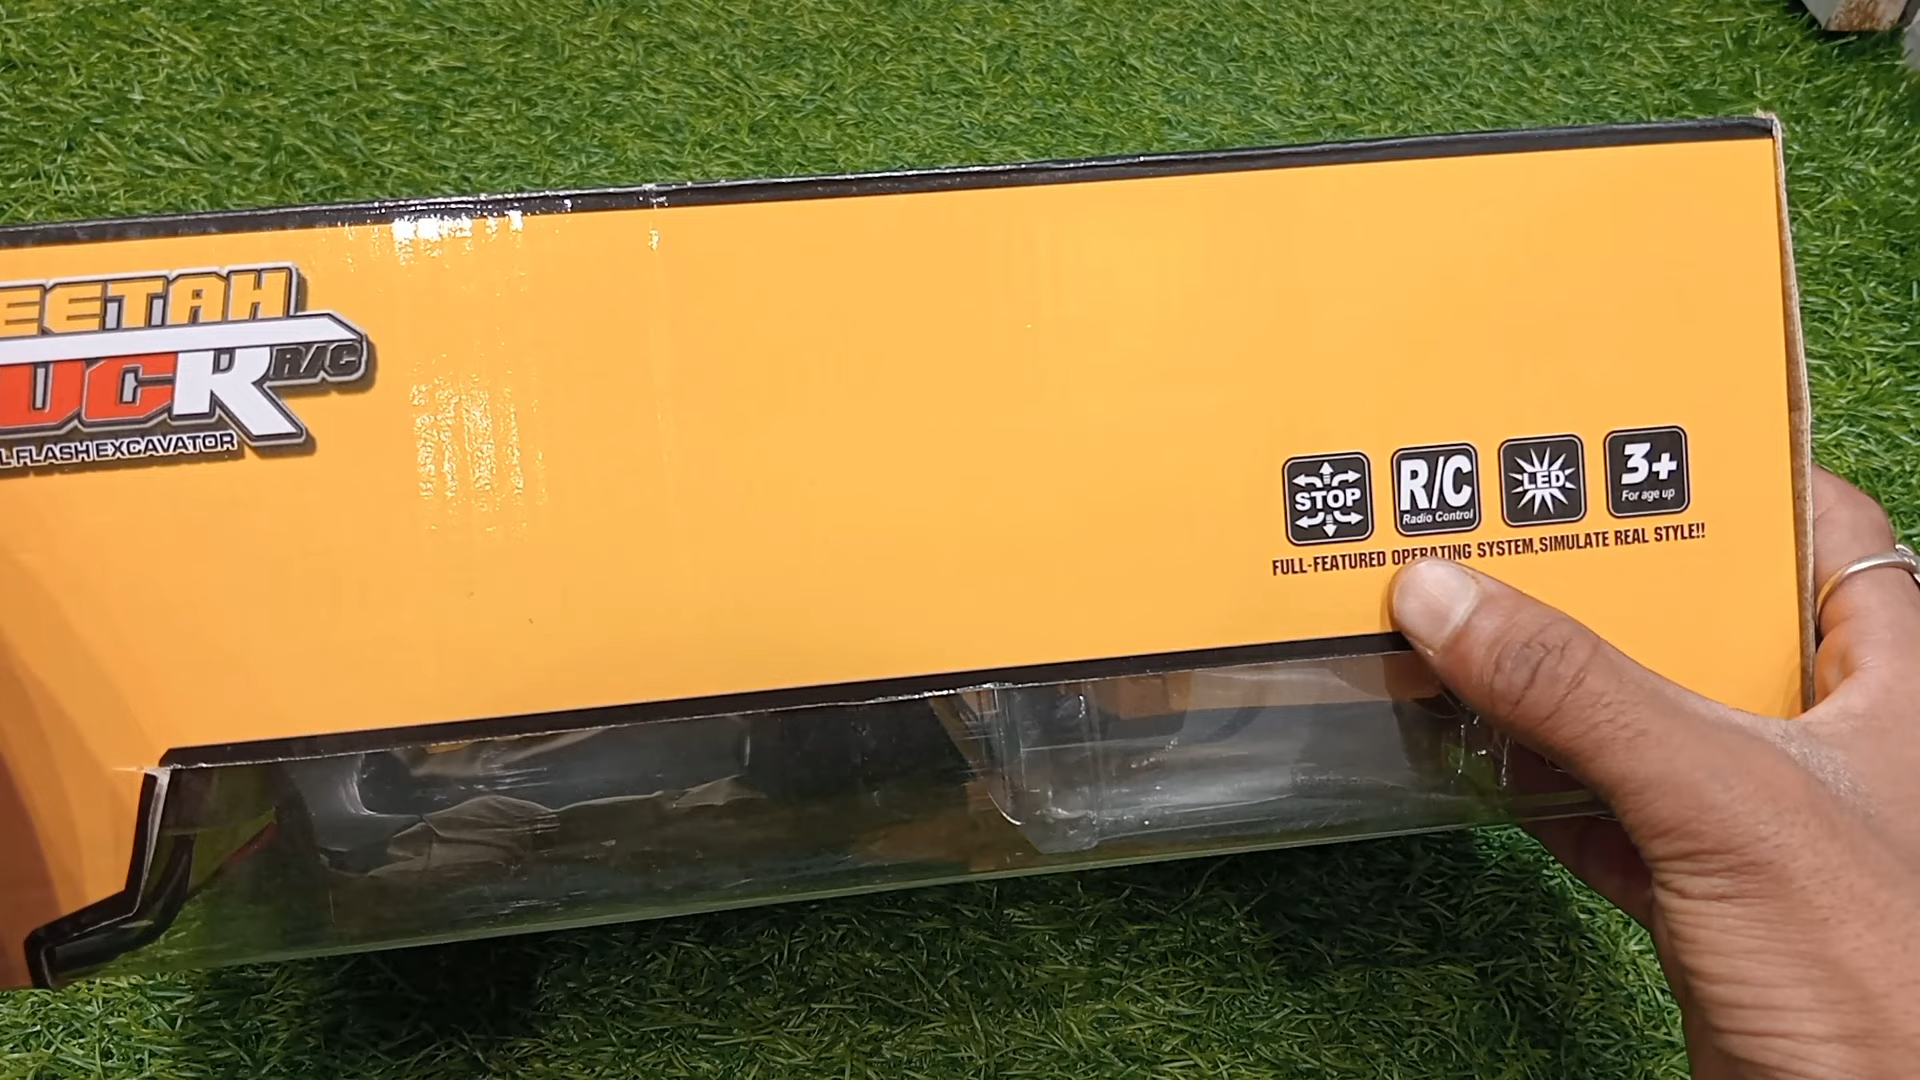 EETAH
UCK R/C
L FLASH EXCAVATOR
STOP
R/C
Radio Control
LED
3+
For age up
FULL-FEATURED OPERATING SYSTEM,SIMULATE REAL STYLE!!